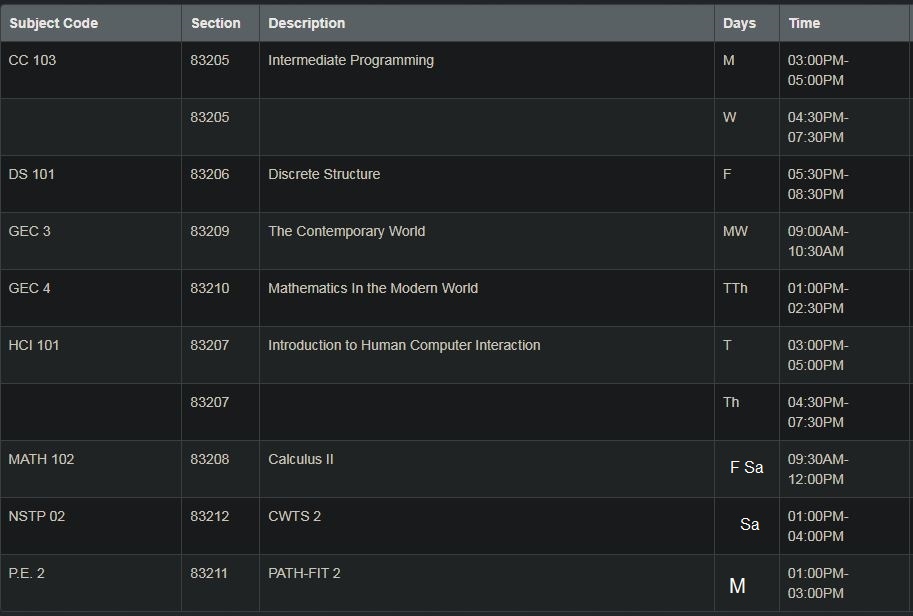 Subject Code Section Description Days Time
CC 103 83205 Intermediate Programming M 03:00PM-
05:00PM
83205 W 04:30PM-
07:30PM
DS 101 83206 Discrete Structure F 05:30PM-
08:30PM
GEC 3 83209 The Contemporary World MW 09:00AM-
10:30AM
GEC 4 83210 Mathematics In the Modern World TTh 01:00PM-
02:30PM
HCI 101 83207 Introduction to Human Computer Interaction T 03:00PM-
05:00PM
83207 Th 04:30PM-
07:30PM
MATH 102 83208 Calculus II F Sa 09:30AM-
12:00PM
NSTP 02 83212 CWTS 2 Sa 01:00PM-
04:00PM
P.E. 2 83211 PATH-FIT 2 M 01:00PM-
03:00PM